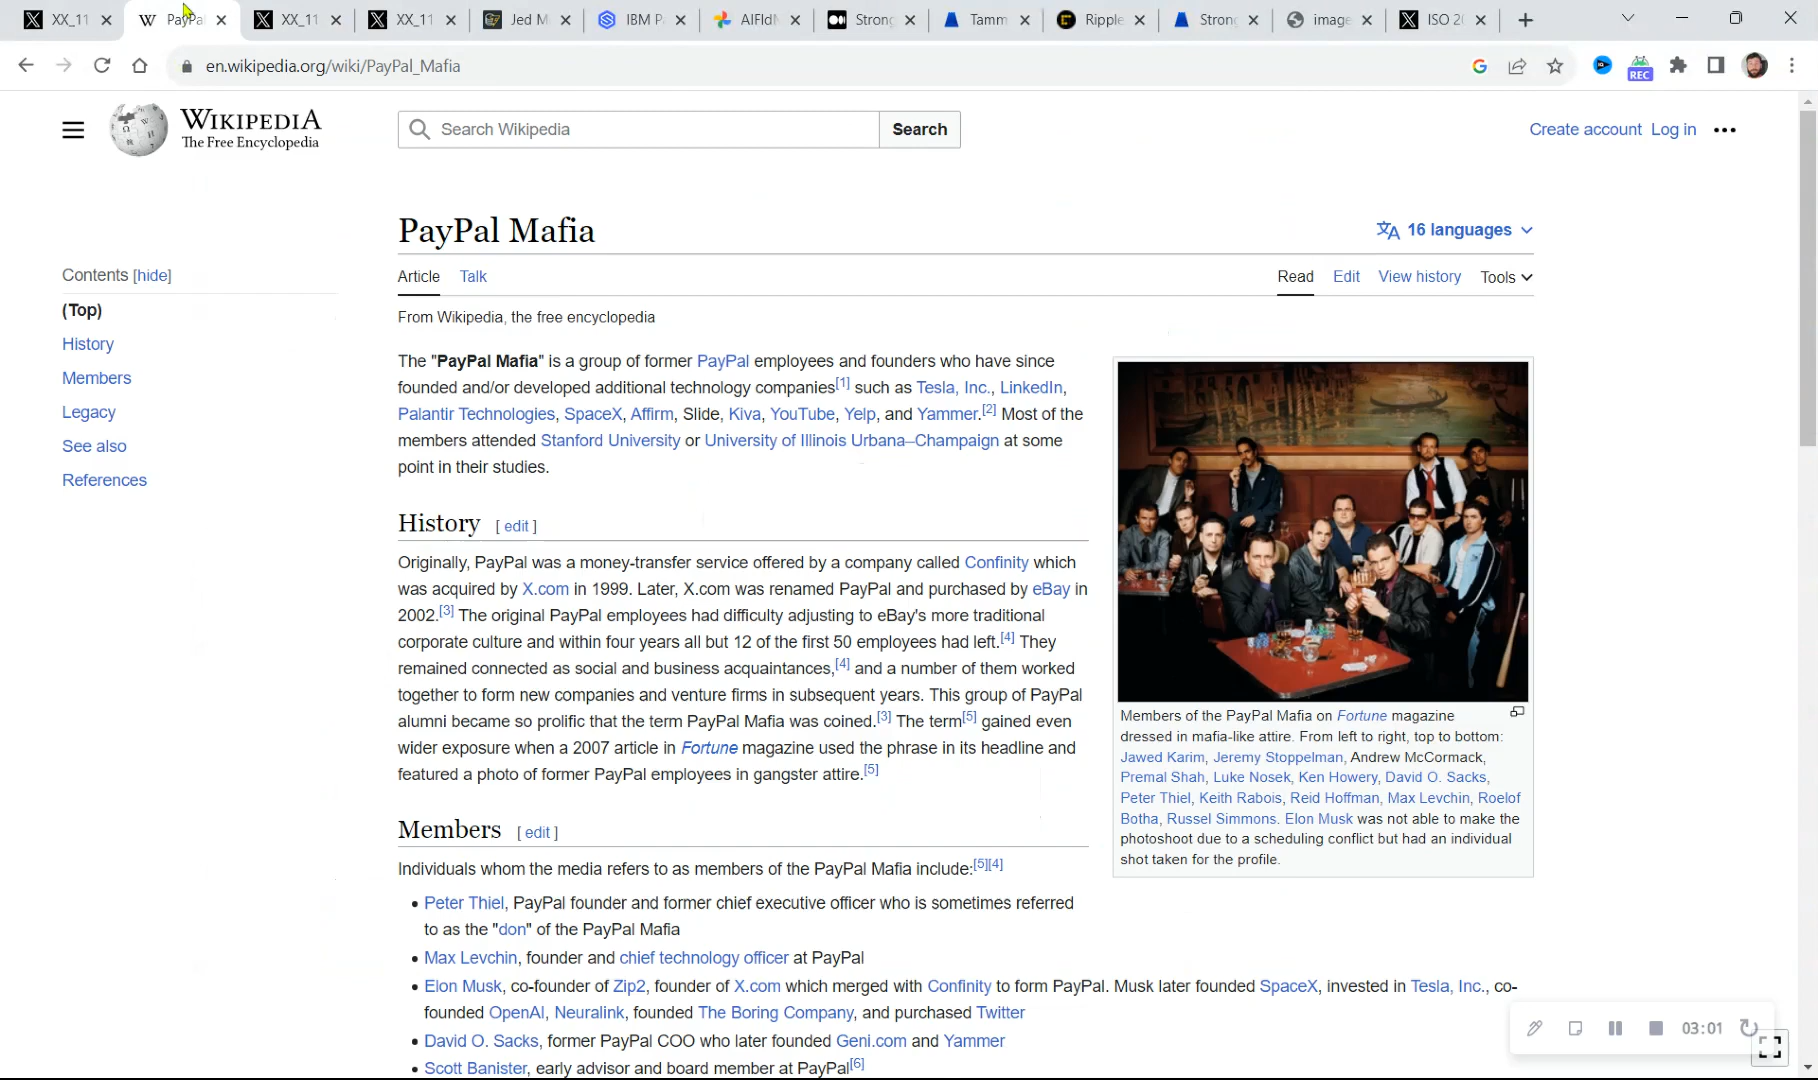 XX_11
PayPal
XX_11
XX_11
Jed M
IBM P
AIFldN
Strong
Tamm
Ripple
Strong
image
ISO 20
en.wikipedia.org/wiki/PayPal_Mafia
REC
WIKIPEDIA
The Free Encyclopedia
Search Wikipedia
Search
Create account Log in
PayPal Mafia
16 languages
Contents [hide]
(Top)
History
Members
Legacy
See also
References
Article Talk
Read Edit View history Tools
From Wikipedia, the free encyclopedia
The "PayPal Mafia" is a group of former PayPal employees and founders who have since
founded and/or developed additional technology companies[1] such as Tesla, Inc., LinkedIn,
Palantir Technologies, SpaceX, Affirm, Slide, Kiva, YouTube, Yelp, and Yammer.[2] Most of the
members attended Stanford University or University of Illinois Urbana–Champaign at some
point in their studies.
History [ edit ]
Originally, PayPal was a money-transfer service offered by a company called Confinity which
was acquired by X.com in 1999. Later, X.com was renamed PayPal and purchased by eBay in
2002.[3] The original PayPal employees had difficulty adjusting to eBay's more traditional
corporate culture and within four years all but 12 of the first 50 employees had left.[4] They
remained connected as social and business acquaintances,[4] and a number of them worked
together to form new companies and venture firms in subsequent years. This group of PayPal
alumni became so prolific that the term PayPal Mafia was coined.[3] The term[5] gained even
wider exposure when a 2007 article in Fortune magazine used the phrase in its headline and
featured a photo of former PayPal employees in gangster attire.[5]
Members of the PayPal Mafia on Fortune magazine
dressed in mafia-like attire. From left to right, top to bottom:
Jawed Karim, Jeremy Stoppelman, Andrew McCormack,
Premal Shah, Luke Nosek, Ken Howery, David O. Sacks,
Peter Thiel, Keith Rabois, Reid Hoffman, Max Levchin, Roelof
Botha, Russel Simmons. Elon Musk was not able to make the
photoshoot due to a scheduling conflict but had an individual
shot taken for the profile.
Members [ edit ]
Individuals whom the media refers to as members of the PayPal Mafia include:[5][4]
• Peter Thiel, PayPal founder and former chief executive officer who is sometimes referred
to as the "don" of the PayPal Mafia
• Max Levchin, founder and chief technology officer at PayPal
• Elon Musk, co-founder of Zip2, founder of X.com which merged with Confinity to form PayPal. Musk later founded SpaceX, invested in Tesla, Inc., co-
founded OpenAI, Neuralink, founded The Boring Company, and purchased Twitter
• David O. Sacks, former PayPal COO who later founded Geni.com and Yammer
• Scott Banister, early advisor and board member at PayPal[6]
03:01